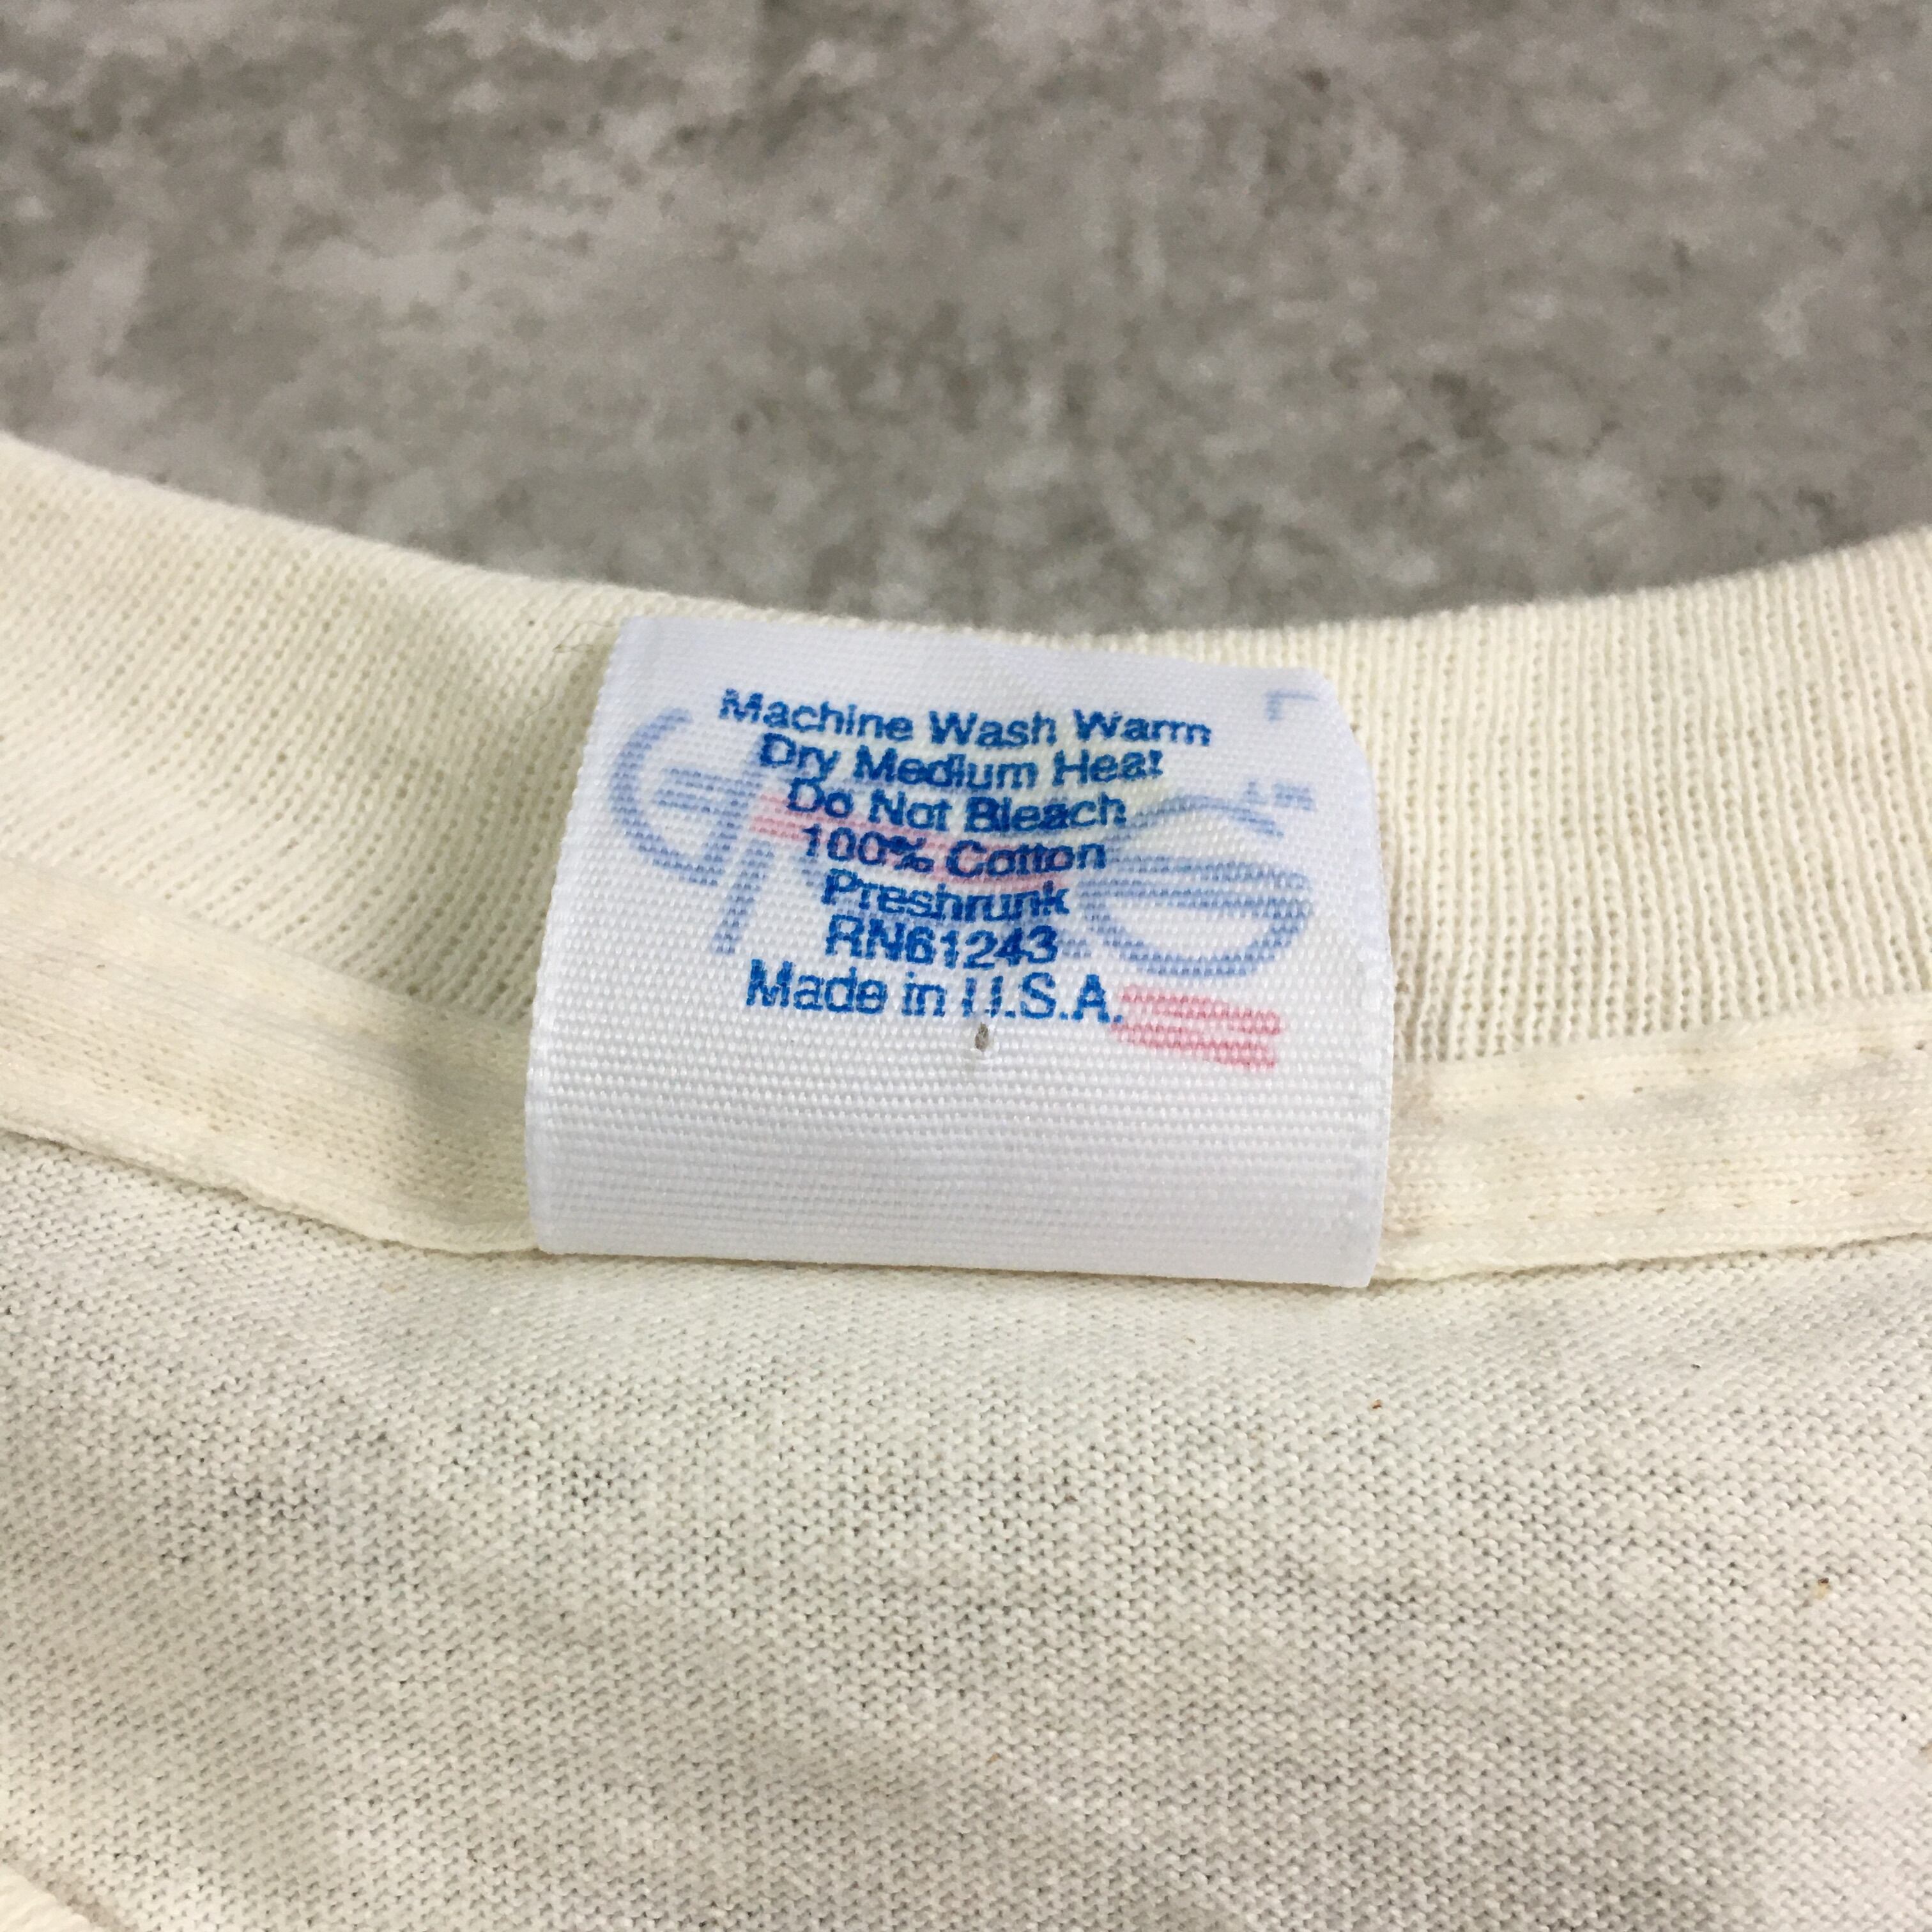 Machine Wash Warm
Dry Medium Heat
Do Not Bleach
100% Cotton
Preshrunk
RN61243
Made in U.S.A.
L